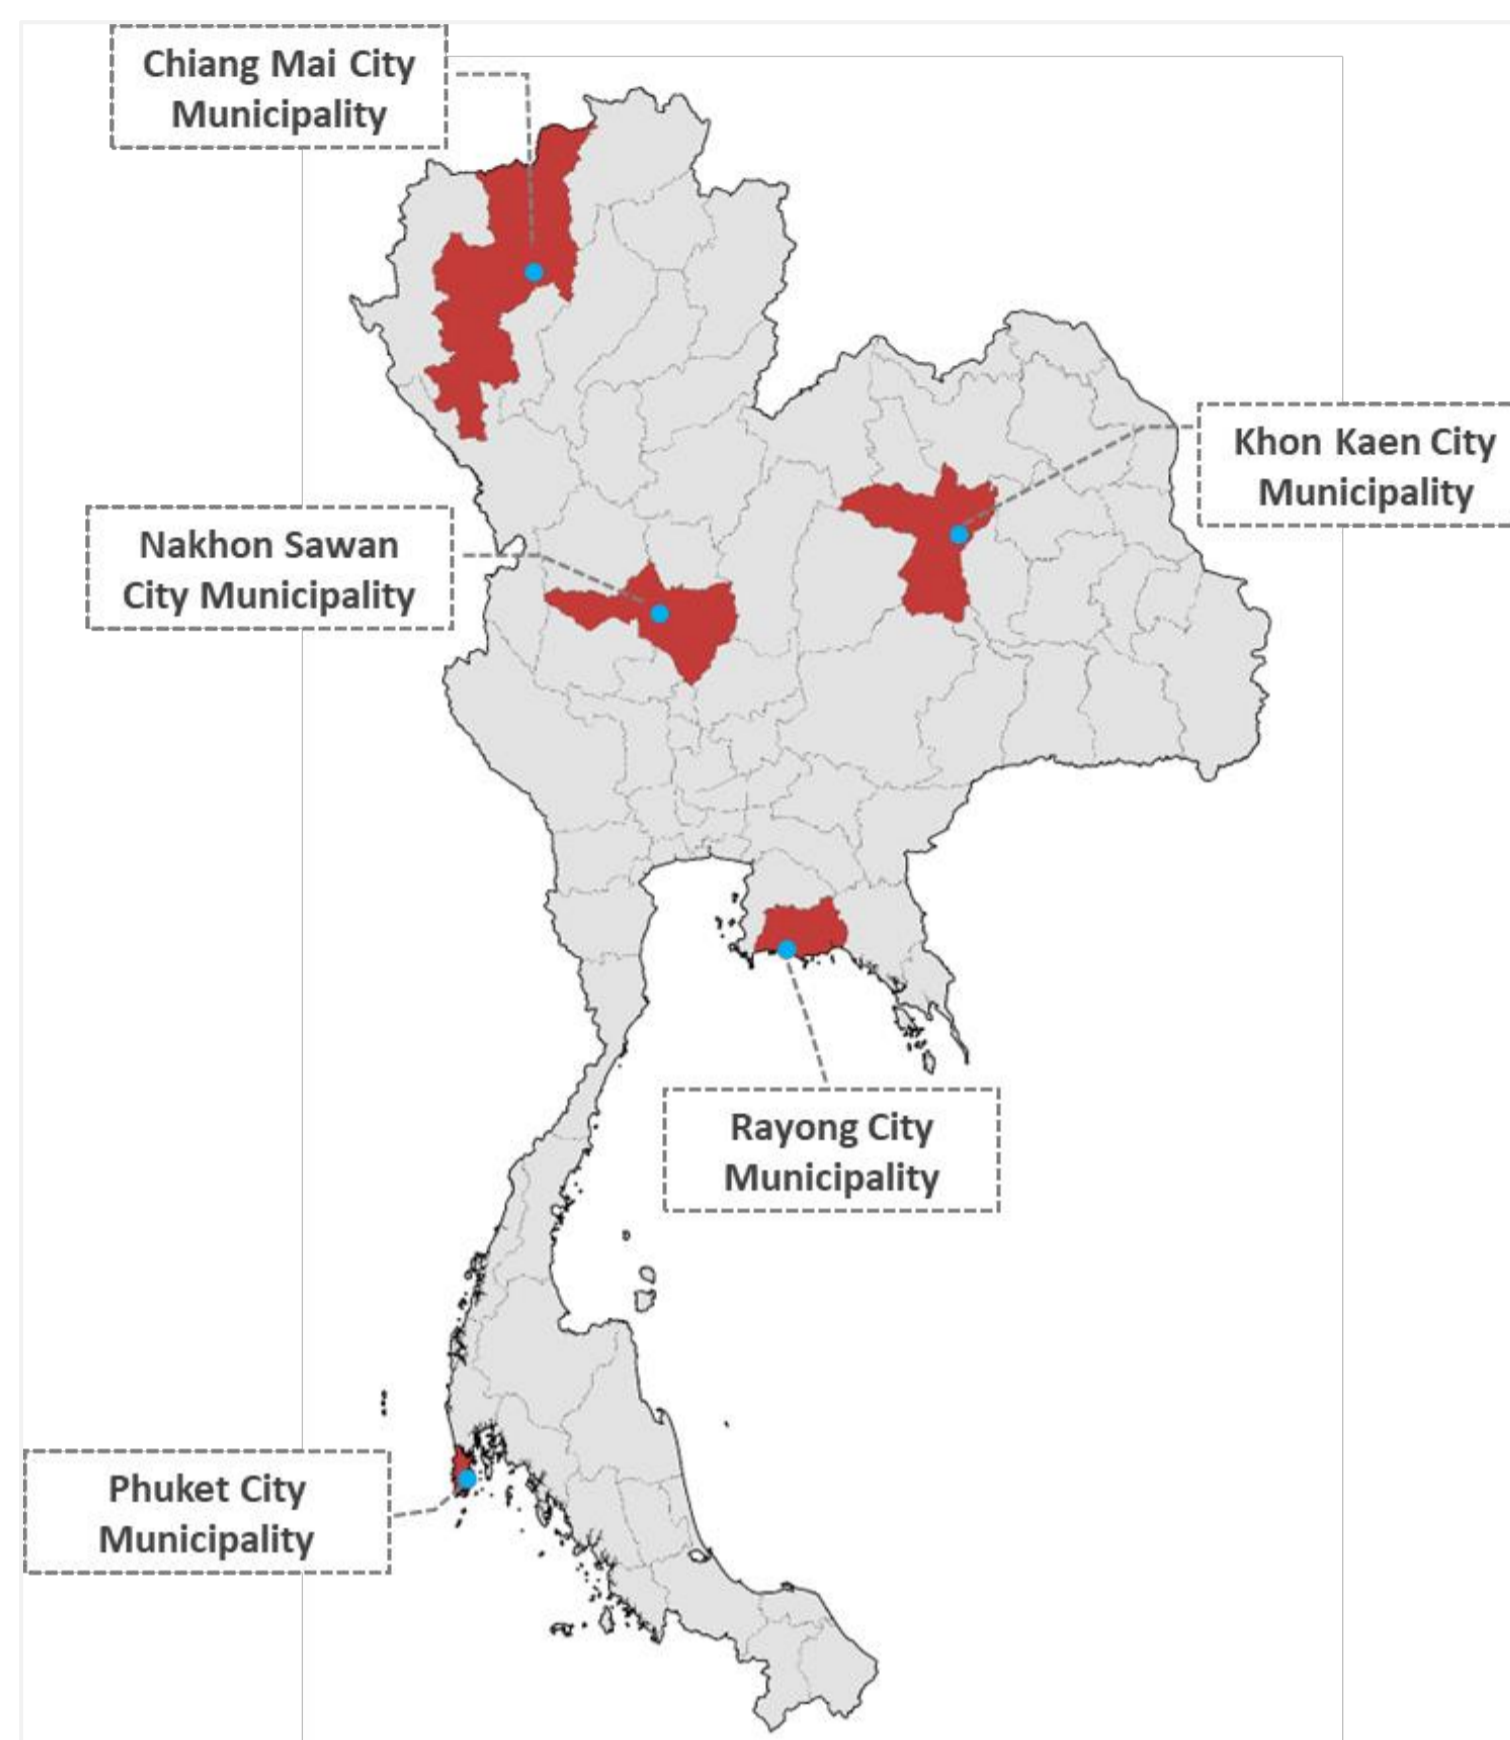 Chiang Mai City
Municipality
Khon Kaen City
Municipality
Nakhon Sawan
City Municipality
Rayong City
Municipality
Phuket City
Municipality